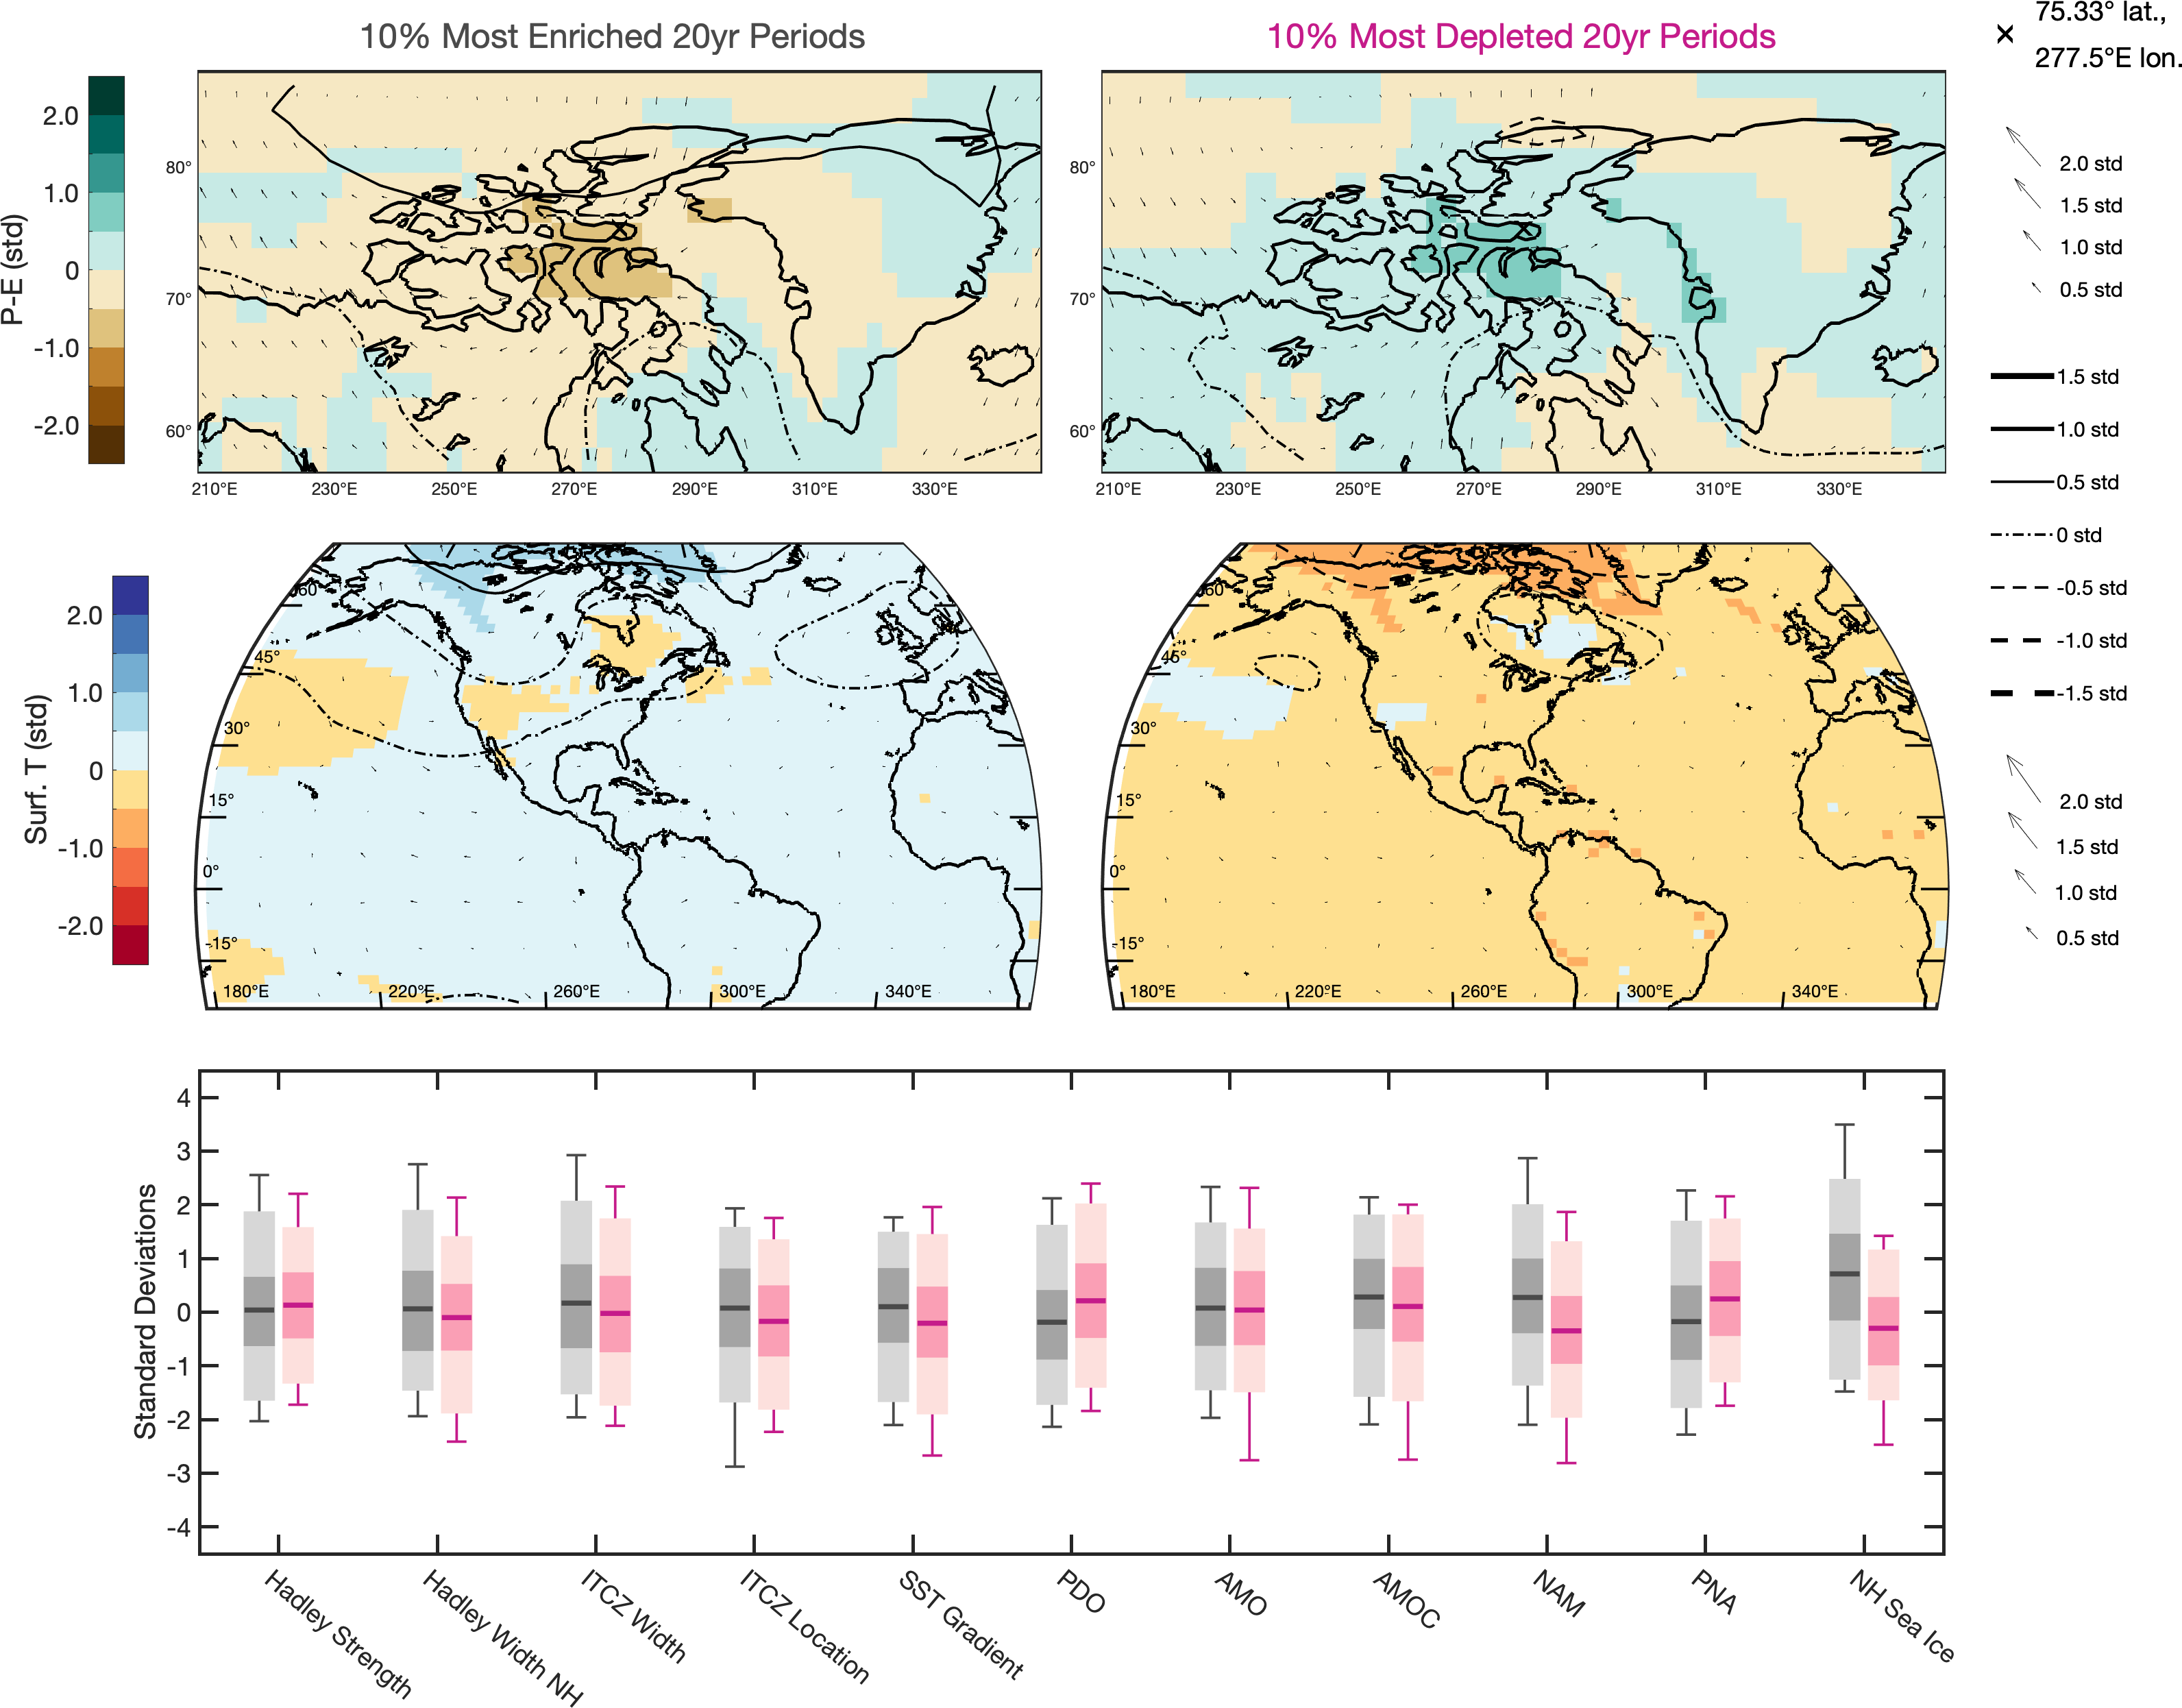 10% Most Enriched 20yr Periods
10% Most Depleted 20yr Periods
75.33° lat.,
277.5°E lon.
P-E (std)
2.0
1.0
0
-1.0
-2.0
80°
70°
60°
210°E 230°E 250°E 270°E 290°E 310°E 330°E
80°
70°
60°
210°E 230°E 250°E 270°E 290°E 310°E 330°E
2.0 std
1.5 std
1.0 std
0.5 std
1.5 std
1.0 std
0.5 std
0 std
-0.5 std
-1.0 std
-1.5 std
2.0 std
1.5 std
1.0 std
0.5 std
Surf. T (std)
2.0
1.0
0
-1.0
-2.0
60°
45°
30°
15°
0°
-15°
180°E 220°E 260°E 300°E 340°E
60°
45°
30°
15°
0°
-15°
180°E 220°E 260°E 300°E 340°E
Standard Deviations
4
3
2
1
0
-1
-2
-3
-4
Hadley Strength
Hadley Width NH
ITCZ Width
ITCZ Location
SST Gradient
PDO
AMO
AMOC
NAM
PNA
NH Sea Ice